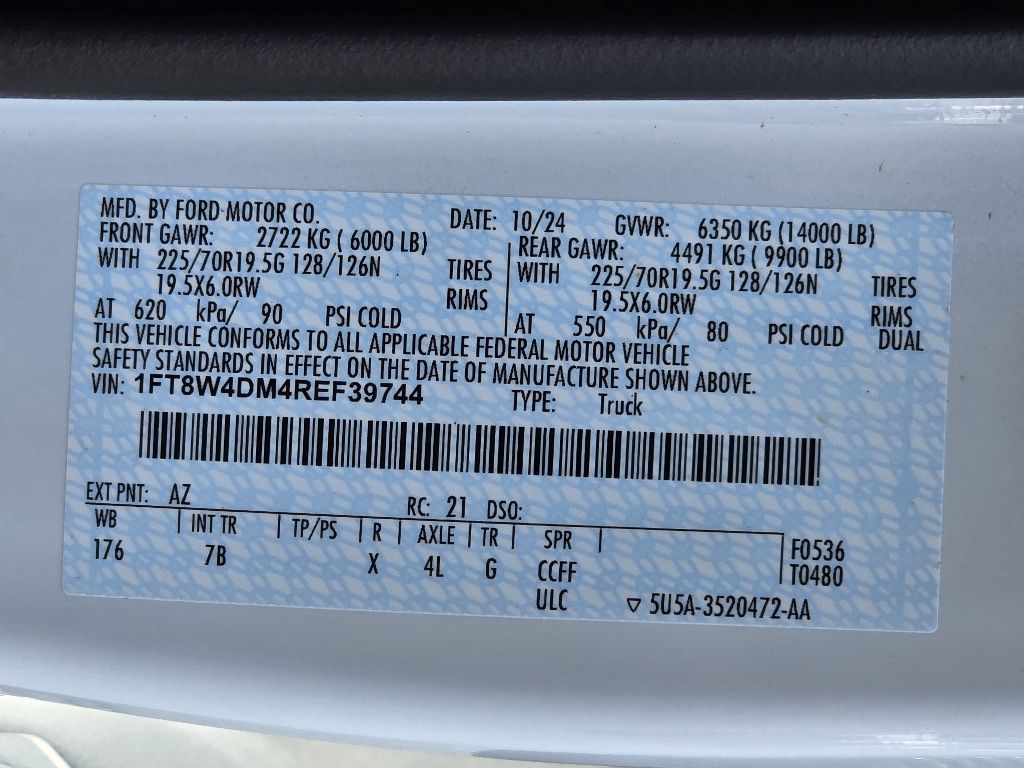 MFD. BY FORD MOTOR CO. DATE: 10/24 GVWR: 6350 KG (14000 LB)
FRONT GAWR: 2722 KG ( 6000 LB) REAR GAWR: 4491 KG ( 9900 LB)
WITH 225/70R19.5G 128/126N TIRES WITH 225/70R19.5G 128/126N TIRES
19.5X6.0RW RIMS 19.5X6.0RW RIMS
AT 620 kPa/ 90 PSI COLD AT 550 kPa/ 80 PSI COLD DUAL
THIS VEHICLE CONFORMS TO ALL APPLICABLE FEDERAL MOTOR VEHICLE
SAFETY STANDARDS IN EFFECT ON THE DATE OF MANUFACTURE SHOWN ABOVE.
VIN: 1FT8W4DM4REF39744 TYPE: Truck
EXT PNT: AZ RC: 21 DSO:
WB INT TR TP/PS R AXLE TR SPR F0536
176 7B X 4L G CCFF T0480
ULC ▽ 5U5A-3520472-AA